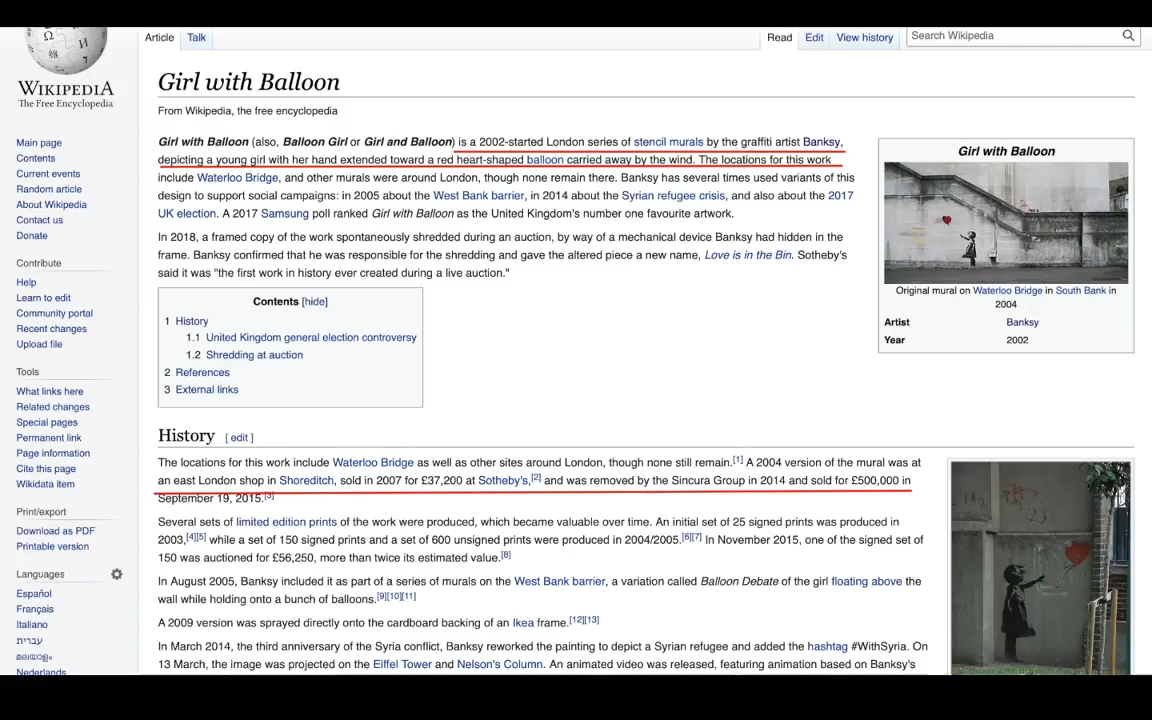 Article
Talk
Read
Edit
View history
Search Wikipedia
WIKIPEDIA
The Free Encyclopedia
Main page
Contents
Current events
Random article
About Wikipedia
Contact us
Donate
Contribute
Help
Learn to edit
Community portal
Recent changes
Upload file
Tools
What links here
Related changes
Special pages
Permanent link
Page information
Cite this page
Wikidata item
Print/export
Download as PDF
Printable version
Languages
Español
Français
Italiano
עברית
മലയാളം
Nederlands
Girl with Balloon
From Wikipedia, the free encyclopedia
Girl with Balloon (also, Balloon Girl or Girl and Balloon) is a 2002-started London series of stencil murals by the graffiti artist Banksy,
depicting a young girl with her hand extended toward a red heart-shaped balloon carried away by the wind. The locations for this work
include Waterloo Bridge, and other murals were around London, though none remain there. Banksy has several times used variants of this
design to support social campaigns: in 2005 about the West Bank barrier, in 2014 about the Syrian refugee crisis, and also about the 2017
UK election. A 2017 Samsung poll ranked Girl with Balloon as the United Kingdom's number one favourite artwork.
In 2018, a framed copy of the work spontaneously shredded during an auction, by way of a mechanical device Banksy had hidden in the
frame. Banksy confirmed that he was responsible for the shredding and gave the altered piece a new name, Love is in the Bin. Sotheby's
said it was "the first work in history ever created during a live auction."
Contents [hide]
1 History
1.1 United Kingdom general election controversy
1.2 Shredding at auction
2 References
3 External links
Girl with Balloon
Original mural on Waterloo Bridge in South Bank in
2004
Artist Banksy
Year 2002
History [ edit ]
The locations for this work include Waterloo Bridge as well as other sites around London, though none still remain.[1] A 2004 version of the mural was at
an east London shop in Shoreditch, sold in 2007 for £37,200 at Sotheby's,[2] and was removed by the Sincura Group in 2014 and sold for £500,000 in
September 19, 2015.[3]
Several sets of limited edition prints of the work were produced, which became valuable over time. An initial set of 25 signed prints was produced in
2003,[4][5] while a set of 150 signed prints and a set of 600 unsigned prints were produced in 2004/2005.[6][7] In November 2015, one of the signed set of
150 was auctioned for £56,250, more than twice its estimated value.[8]
In August 2005, Banksy included it as part of a series of murals on the West Bank barrier, a variation called Balloon Debate of the girl floating above the
wall while holding onto a bunch of balloons.[9][10][11]
A 2009 version was sprayed directly onto the cardboard backing of an Ikea frame.[12][13]
In March 2014, the third anniversary of the Syria conflict, Banksy reworked the painting to depict a Syrian refugee and added the hashtag #WithSyria. On
13 March, the image was projected on the Eiffel Tower and Nelson's Column. An animated video was released, featuring animation based on Banksy's